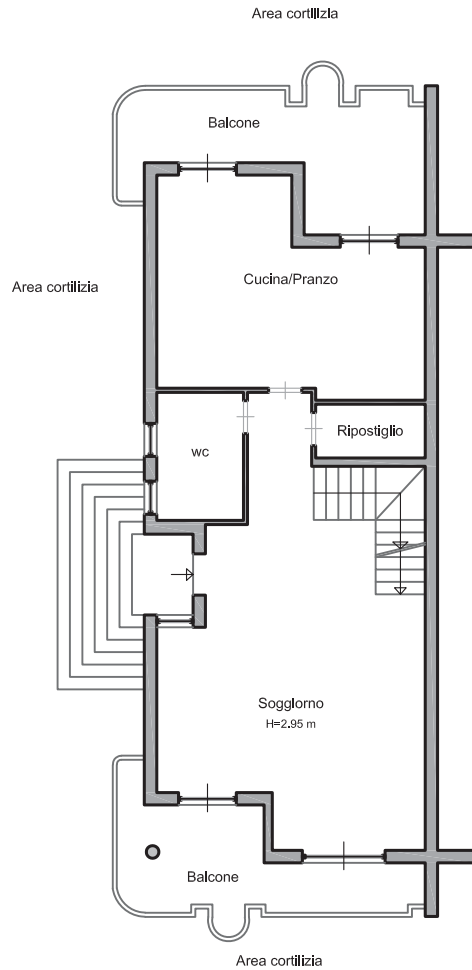 Area cortilizia
Balcone
Area cortilizia
Cucina/Pranzo
Ripostiglio
wc
Soggiorno
H=2.95 m
Balcone
Area cortilizia